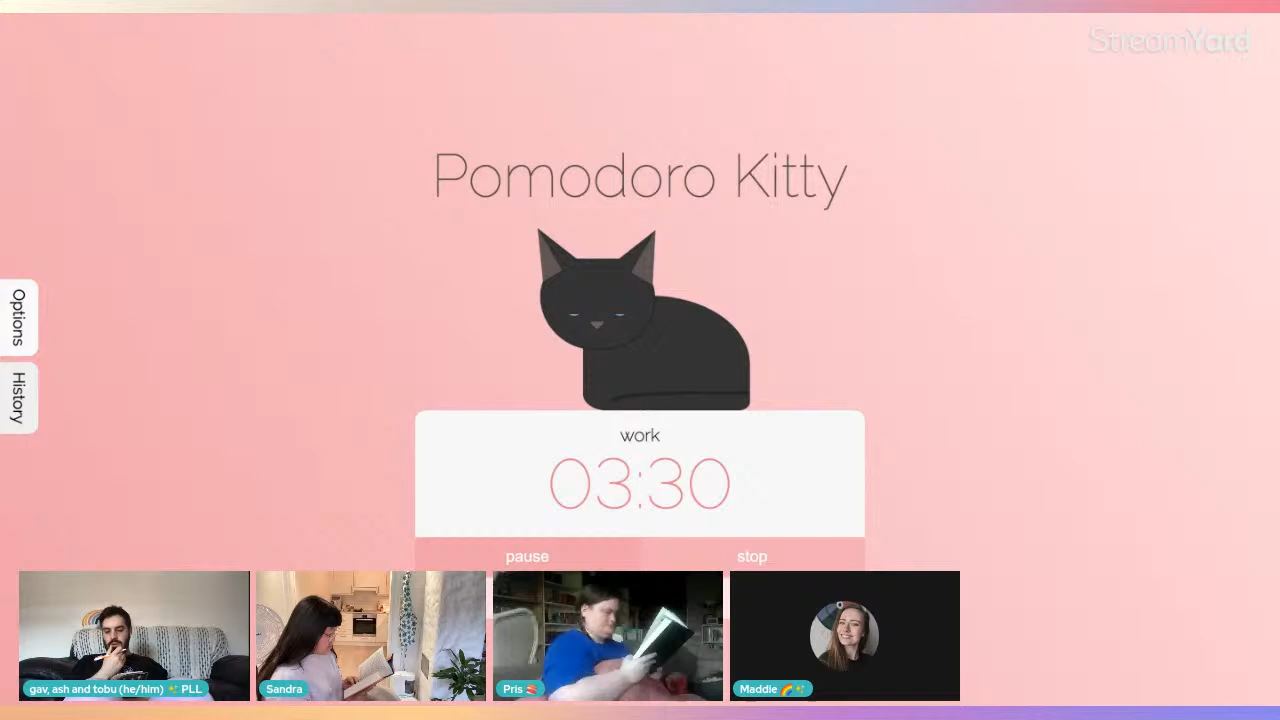 StreamYard
Pomodoro Kitty
Options
History
work
03:30
pause
stop
gav, ash and tobu (he/him) ✨ PLL
Sandra
Pris
Maddie 🌈✨